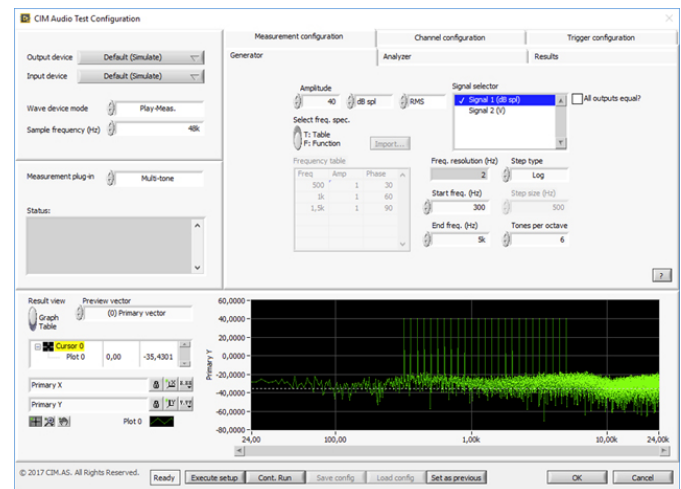 CIM Audio Test Configuration
Output device Default (Simulate)
Input device Default (Simulate)
Wave device mode Play-Meas.
Sample frequency (Hz) 48k
Measurement plug-in Multi-tone
Status:
Measurement configuration Channel configuration Trigger configuration
Generator Analyzer Results
Amplitude
40 dB spl RMS
Signal selector
✓ Signal 1 (dB spl)
Signal 2 (V)
All outputs equal?
Select freq. spec.
T: Table
F: Function
Import...
Frequency table
Freq Amp Phase
500 1 30
1k 1 60
1,5k 1 90
Freq. resolution (Hz) Step type
2 Log
Start freq. (Hz) Step size (Hz)
300 500
End freq. (Hz) Tones per octave
5k 6
?
Result view Preview vector
Graph
Table
(0) Primary vector
Cursor 0
Plot 0 0,00 -35,4301
Primary X
Primary Y
Plot 0
Primary Y
60,0000
40,0000
20,0000
0,0000
-20,0000
-40,0000
-60,0000
-80,0000
24,00 100,00 1,00k 10,00k 24,00k
© 2017 CIM.AS. All Rights Reserved. Ready Execute setup Cont. Run Save config Load config Set as previous OK Cancel